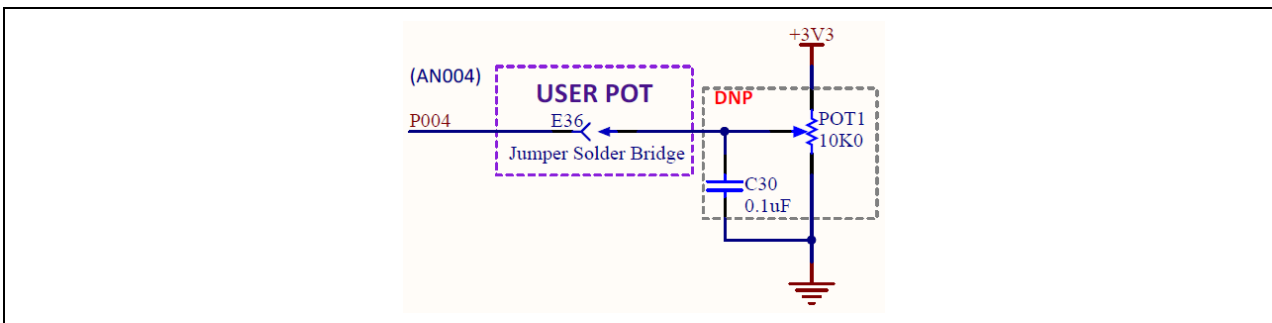 +3V3
(AN004)
USER POT
DNP
P004
E36
POT1
10K0
Jumper Solder Bridge
C30
0.1uF